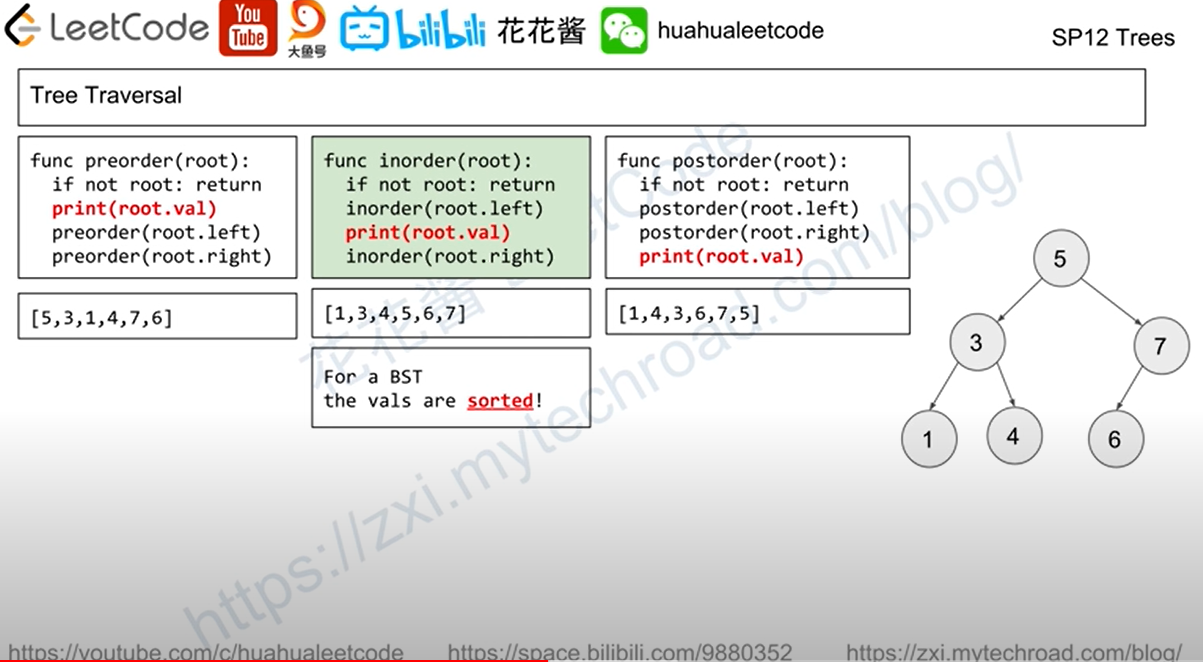 LeetCode
You
Tube
大鱼号
bilibili
花花酱
huahualeetcode
SP12 Trees
Tree Traversal
func preorder(root):
if not root: return
print(root.val)
preorder(root.left)
preorder(root.right)
[5,3,1,4,7,6]
func inorder(root):
if not root: return
inorder(root.left)
print(root.val)
inorder(root.right)
[1,3,4,5,6,7]
For a BST
the vals are sorted!
func postorder(root):
if not root: return
postorder(root.left)
postorder(root.right)
print(root.val)
[1,4,3,6,7,5]
5
3
7
1
4
6
花花酱 LeetCode
https://zxi.mytechroad.com/blog/
https://youtube.com/c/huahualeetcode
https://space.bilibili.com/9880352
https://zxi.mytechroad.com/blog/